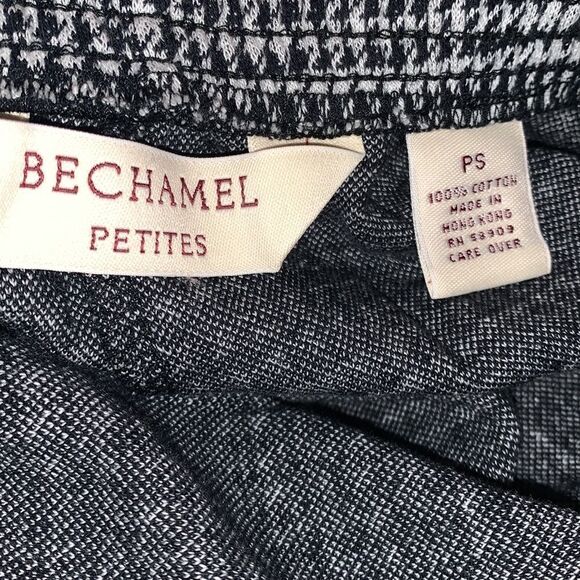 BECHAMEL
PETITES
PS
100% COTTON
MADE IN
HONG KONG
RN 58909
CARE OVER